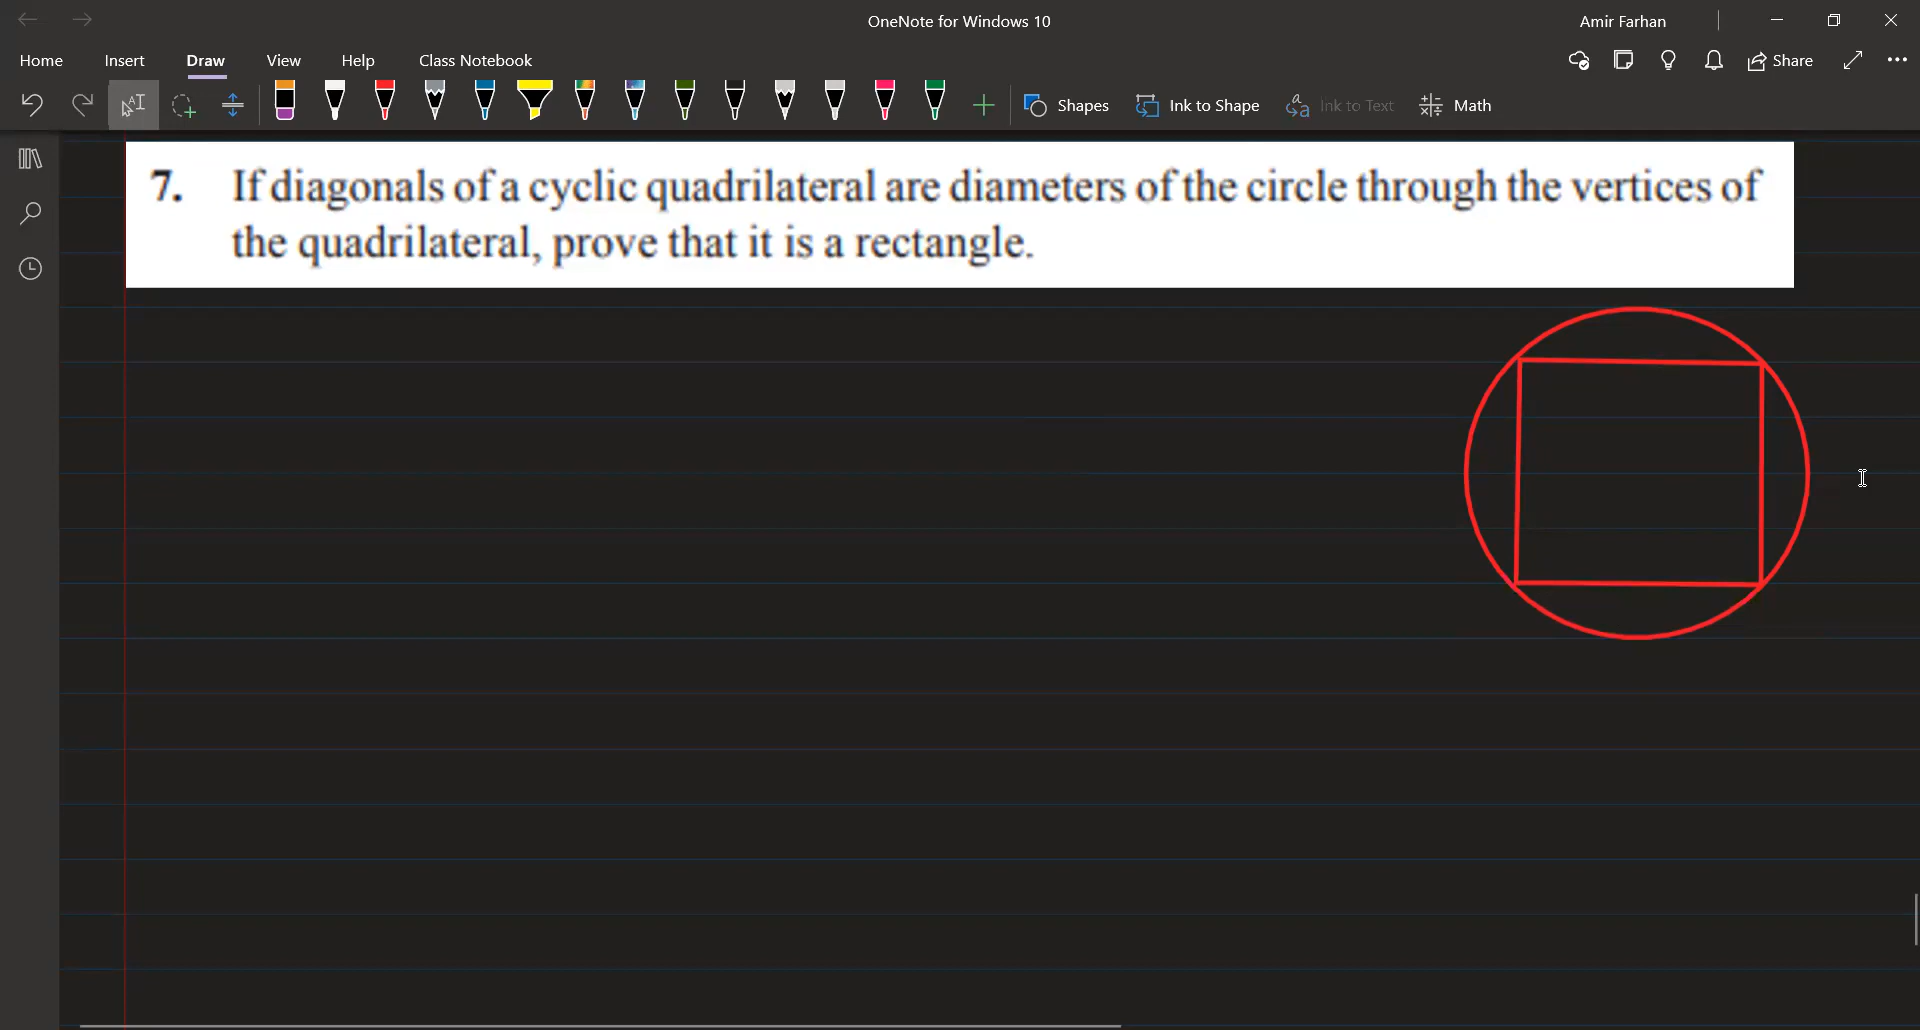 OneNote for Windows 10
Amir Farhan
Home Insert Draw View Help Class Notebook
Share
Shapes Ink to Shape Ink to Text Math
7. If diagonals of a cyclic quadrilateral are diameters of the circle through the vertices of
the quadrilateral, prove that it is a rectangle.